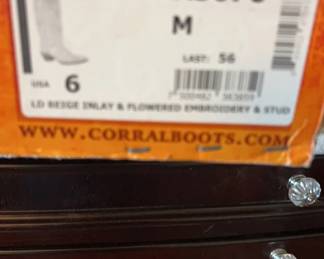 M
LAST: 56
USA 6
LD BEIGE INLAY & FLOWERED EMBROIDERY & STUD
WWW.CORRALBOOTS.COM